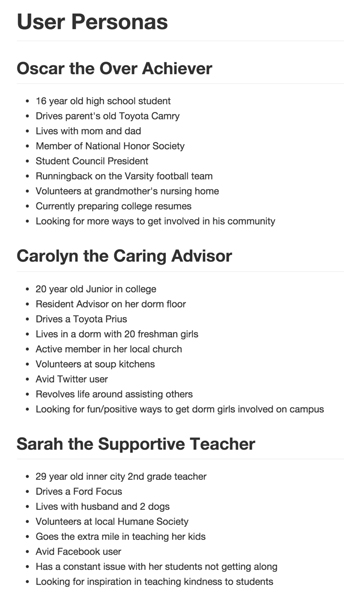 User Personas
Oscar the Over Achiever
• 16 year old high school student
• Drives parent's old Toyota Camry
• Lives with mom and dad
• Member of National Honor Society
• Student Council President
• Runningback on the Varsity football team
• Volunteers at grandmother's nursing home
• Currently preparing college resumes
• Looking for more ways to get involved in his community
Carolyn the Caring Advisor
• 20 year old Junior in college
• Resident Advisor on her dorm floor
• Drives a Toyota Prius
• Lives in a dorm with 20 freshman girls
• Active member in her local church
• Volunteers at soup kitchens
• Avid Twitter user
• Revolves life around assisting others
• Looking for fun/positive ways to get dorm girls involved on campus
Sarah the Supportive Teacher
• 29 year old inner city 2nd grade teacher
• Drives a Ford Focus
• Lives with husband and 2 dogs
• Volunteers at local Humane Society
• Goes the extra mile in teaching her kids
• Avid Facebook user
• Has a constant issue with her students not getting along
• Looking for inspiration in teaching kindness to students